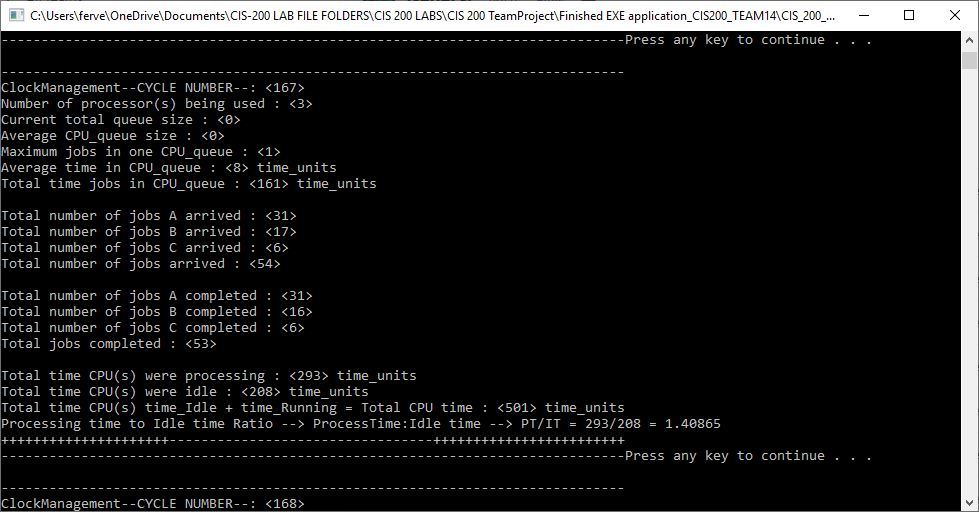 C:\Users\ferve\OneDrive\Documents\CIS-200 LAB FILE FOLDERS\CIS 200 LABS\CIS 200 TeamProject\Finished EXE application_CIS200_TEAM14\CIS_200_...
------------------------------------------------------------------------------Press any key to continue . . .
------------------------------------------------------------------------------
ClockManagement--CYCLE NUMBER--: <167>
Number of processor(s) being used : <3>
Current total queue size : <0>
Average CPU_queue size : <0>
Maximum jobs in one CPU_queue : <1>
Average time in CPU_queue : <8> time_units
Total time jobs in CPU_queue : <161> time_units
Total number of jobs A arrived : <31>
Total number of jobs B arrived : <17>
Total number of jobs C arrived : <6>
Total number of jobs arrived : <54>
Total number of jobs A completed : <31>
Total number of jobs B completed : <16>
Total number of jobs C completed : <6>
Total jobs completed : <53>
Total time CPU(s) were processing : <293> time_units
Total time CPU(s) were idle : <208> time_units
Total time CPU(s) time_Idle + time_Running = Total CPU time : <501> time_units
Processing time to Idle time Ratio --> ProcessTime:Idle time --> PT/IT = 293/208 = 1.40865
+++++++++++++++++++++---------------------------------++++++++++++++++++++++++
------------------------------------------------------------------------------Press any key to continue . . .
------------------------------------------------------------------------------
ClockManagement--CYCLE NUMBER--: <168>